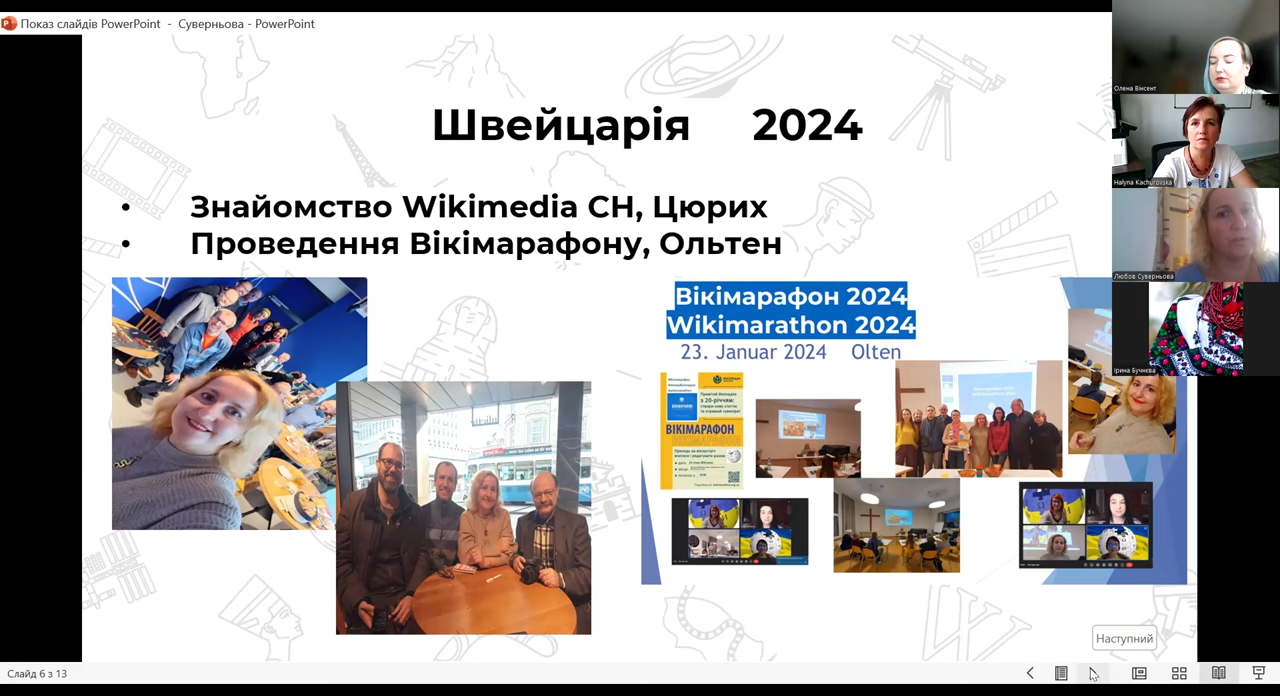 Показ слайдів PowerPoint - Суверньова - PowerPoint
Швейцарія 2024
• Знайомство Wikimedia CH, Цюрих
• Проведення Вікімарафону, Ольтен
Вікімарафон 2024
Wikimarathon 2024
23. Januar 2024 Olten
ВІКІМАРАФОН
Олена Вінсент
Halyna Kachurovska
Любов Суверньова
Ірина Бучнєва
Наступний
Слайд 6 з 13